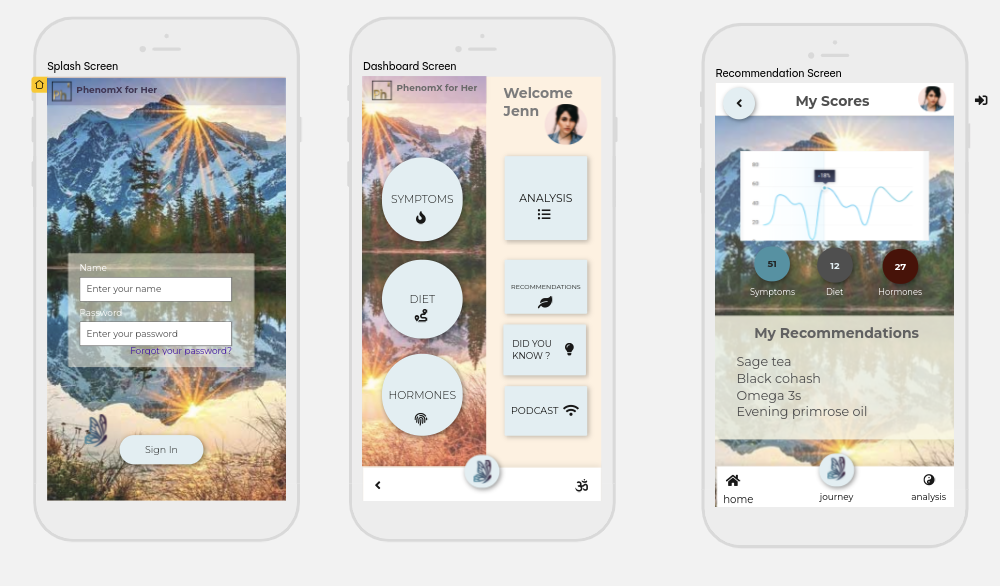 Splash Screen
PhenomX for Her
Name
Enter your name
Password
Enter your password
Forgot your password?
Sign In
Dashboard Screen
PhenomX for Her
Welcome
Jenn
SYMPTOMS
ANALYSIS
DIET
RECOMMENDATIONS
DID YOU
KNOW ?
HORMONES
PODCAST
ॐ
Recommendation Screen
My Scores
-18%
51
12
27
Symptoms
Diet
Hormones
My Recommendations
Sage tea
Black cohash
Omega 3s
Evening primrose oil
home
journey
analysis